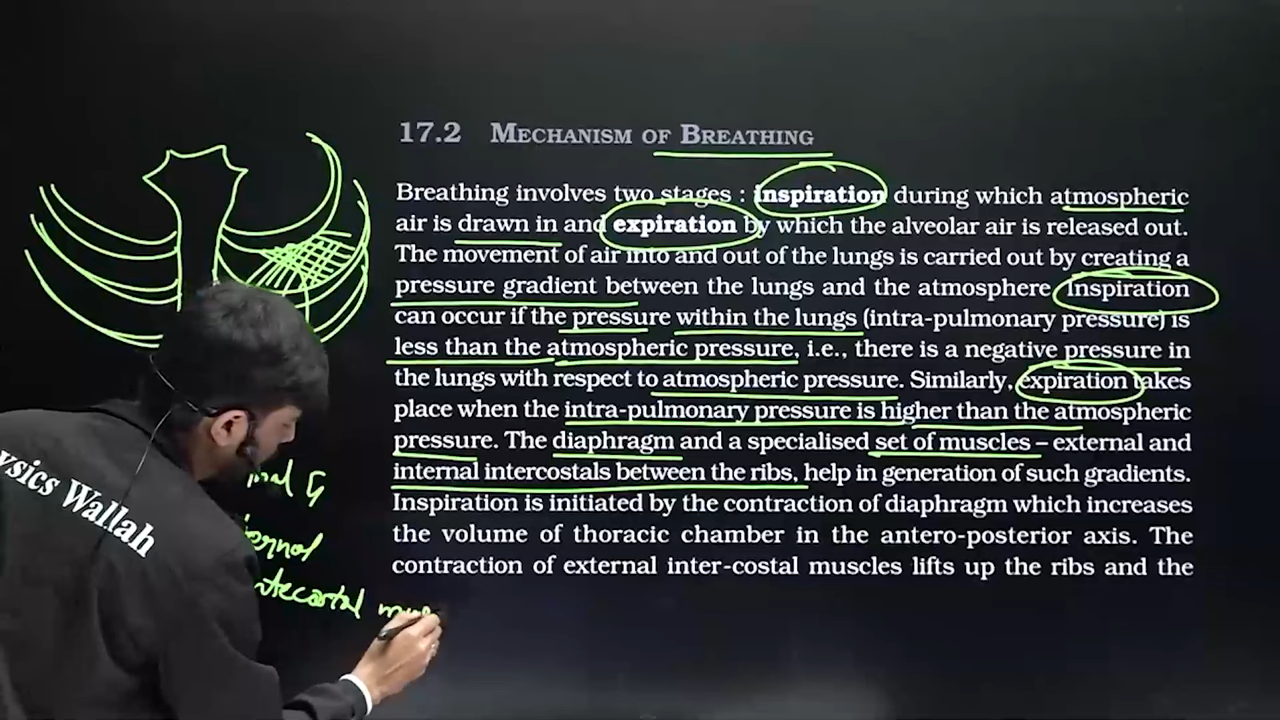 17.2 MECHANISM OF BREATHING
Breathing involves two stages : inspiration during which atmospheric
air is drawn in and expiration by which the alveolar air is released out.
The movement of air into and out of the lungs is carried out by creating a
pressure gradient between the lungs and the atmosphere. Inspiration
can occur if the pressure within the lungs (intra-pulmonary pressure) is
less than the atmospheric pressure, i.e., there is a negative pressure in
the lungs with respect to atmospheric pressure. Similarly, expiration takes
place when the intra-pulmonary pressure is higher than the atmospheric
pressure. The diaphragm and a specialised set of muscles – external and
internal intercostals between the ribs, help in generation of such gradients.
Inspiration is initiated by the contraction of diaphragm which increases
the volume of thoracic chamber in the antero-posterior axis. The
contraction of external inter-costal muscles lifts up the ribs and the
ysics Wallah